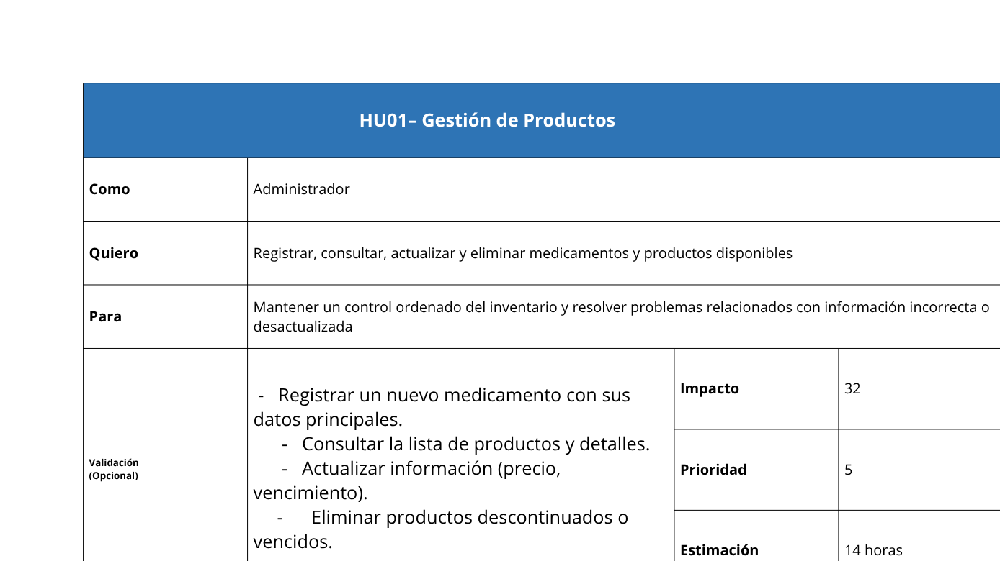 HU01– Gestión de Productos
Como
Administrador
Quiero
Registrar, consultar, actualizar y eliminar medicamentos y productos disponibles
Para
Mantener un control ordenado del inventario y resolver problemas relacionados con información incorrecta o
desactualizada
Validación
(Opcional)
- Registrar un nuevo medicamento con sus
datos principales.
- Consultar la lista de productos y detalles.
- Actualizar información (precio,
vencimiento).
- Eliminar productos descontinuados o
vencidos.
Impacto
32
Prioridad
5
Estimación
14 horas